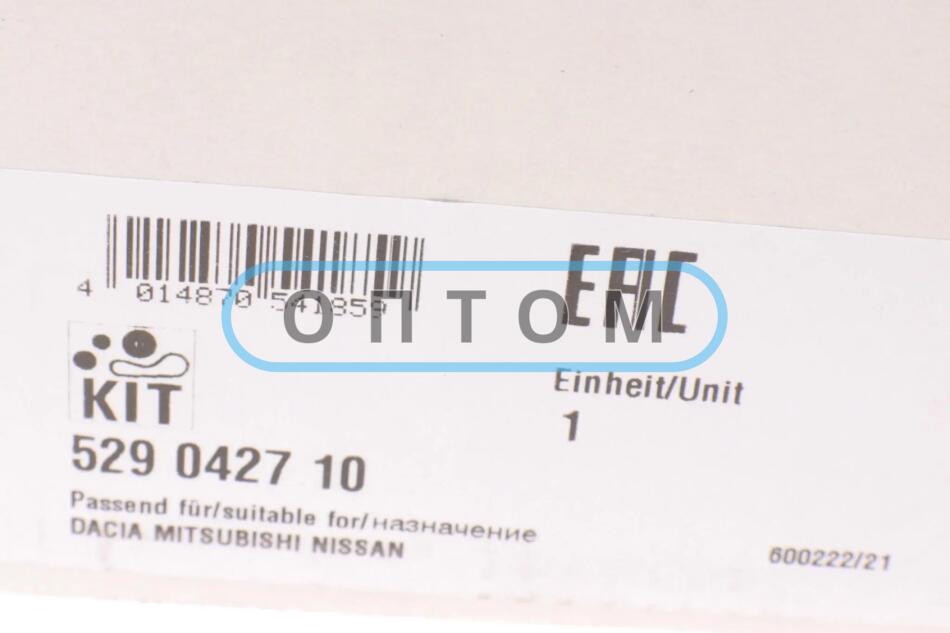 EAC
4 014870 541859
ОПТОМ
KIT
Einheit/Unit
1
529 0427 10
Passend für/suitable for/назначение
DACIA MITSUBISHI NISSAN
600222/21